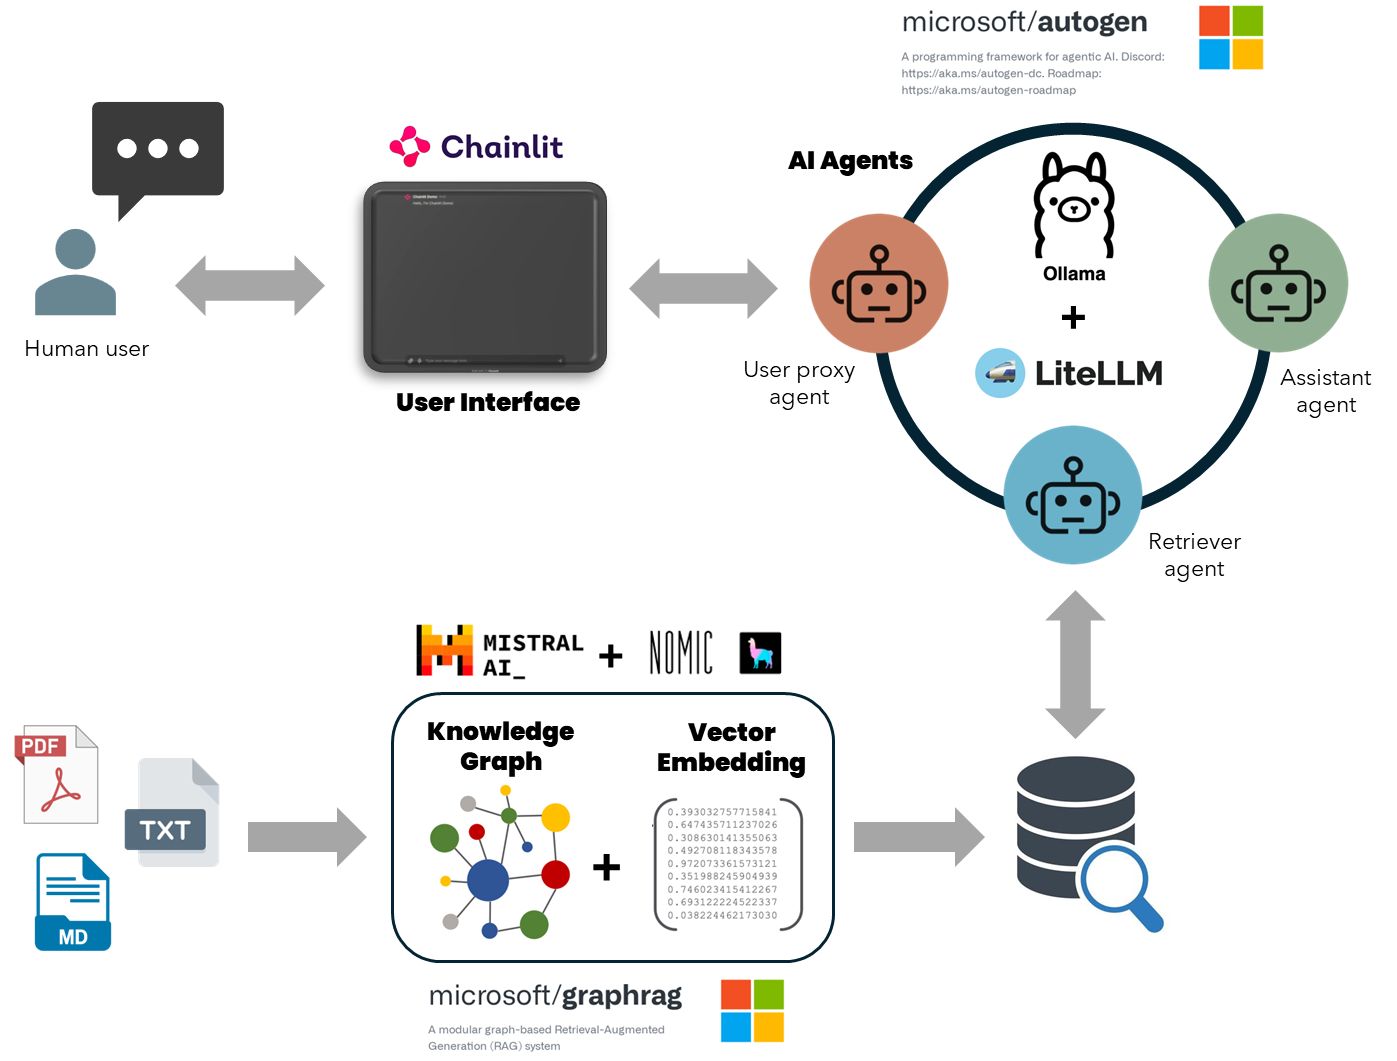 microsoft/autogen
A programming framework for agentic AI. Discord:
https://aka.ms/autogen-dc. Roadmap:
https://aka.ms/autogen-roadmap
Chainlit
AI Agents
Ollama
+
LiteLLM
Human user
User Interface
User proxy
agent
Assistant
agent
Retriever
agent
MISTRAL
AI_
+
NOMIC
Knowledge
Graph
+
Vector
Embedding
0.393032757715841
0.647435711237026
0.308630141355063
0.492708118343578
0.972073361573121
0.351988245904939
0.746023415412267
0.693122224522337
0.038224462173030
PDF
TXT
MD
microsoft/graphrag
A modular graph-based Retrieval-Augmented
Generation (RAG) system